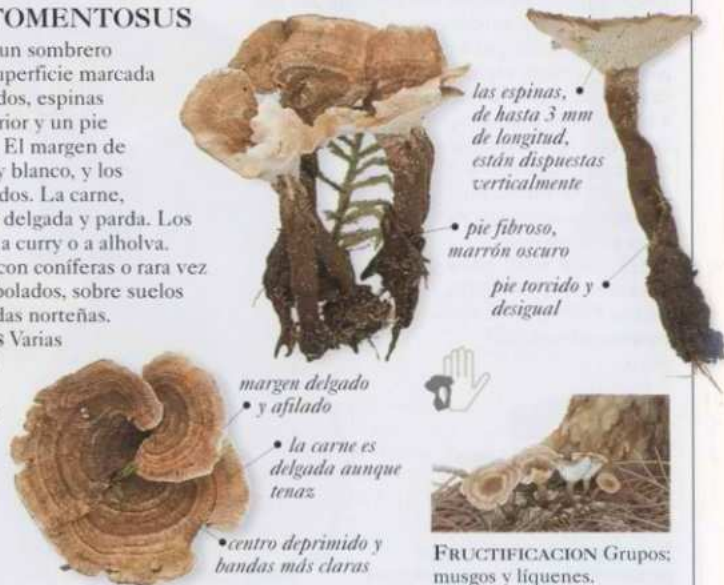 TOMENTOSUS
un sombrero
uperficie marcada
dos, espinas
rior y un pie
El margen de
y blanco, y los
dos. La carne,
delgada y parda. Los
a curry o a alholva.
con coníferas o rara vez
polados, sobre suelos
das norteñas.
s Varias
las espinas,
de hasta 3 mm
de longitud,
están dispuestas
verticalmente
pie fibroso,
marrón oscuro
pie torcido y
desigual
margen delgado
y afilado
la carne es
delgada aunque
tenaz
centro deprimido y
bandas más claras
FRUCTIFICACION Grupos;
musgos y líquenes.